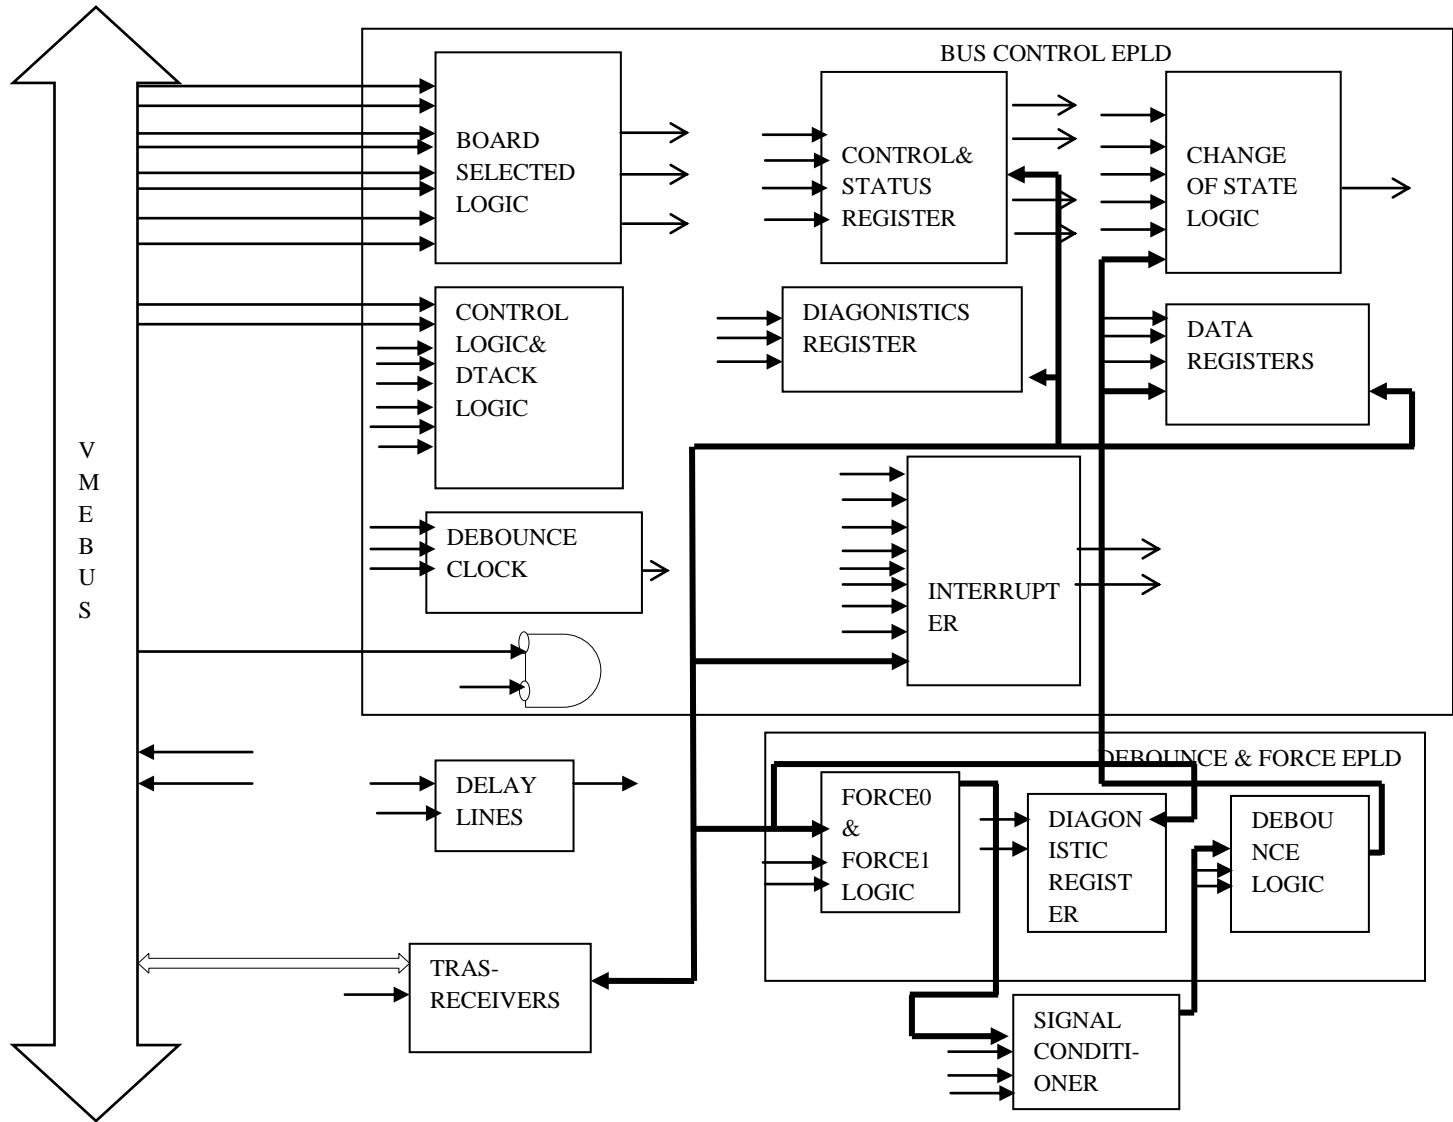 BUS CONTROL EPLD
BOARD
SELECTED
LOGIC
CONTROL&
STATUS
REGISTER
CHANGE
OF STATE
LOGIC
CONTROL
LOGIC&
DTACK
LOGIC
DIAGONISTICS
REGISTER
DATA
REGISTERS
V
M
E
B
U
S
DEBOUNCE
CLOCK
INTERRUPT
ER
DEBOUNCE & FORCE EPLD
DELAY
LINES
FORCE0
&
FORCE1
LOGIC
DIAGON
ISTIC
REGIST
ER
DEBOU
NCE
LOGIC
TRAS-
RECEIVERS
SIGNAL
CONDITI-
ONER